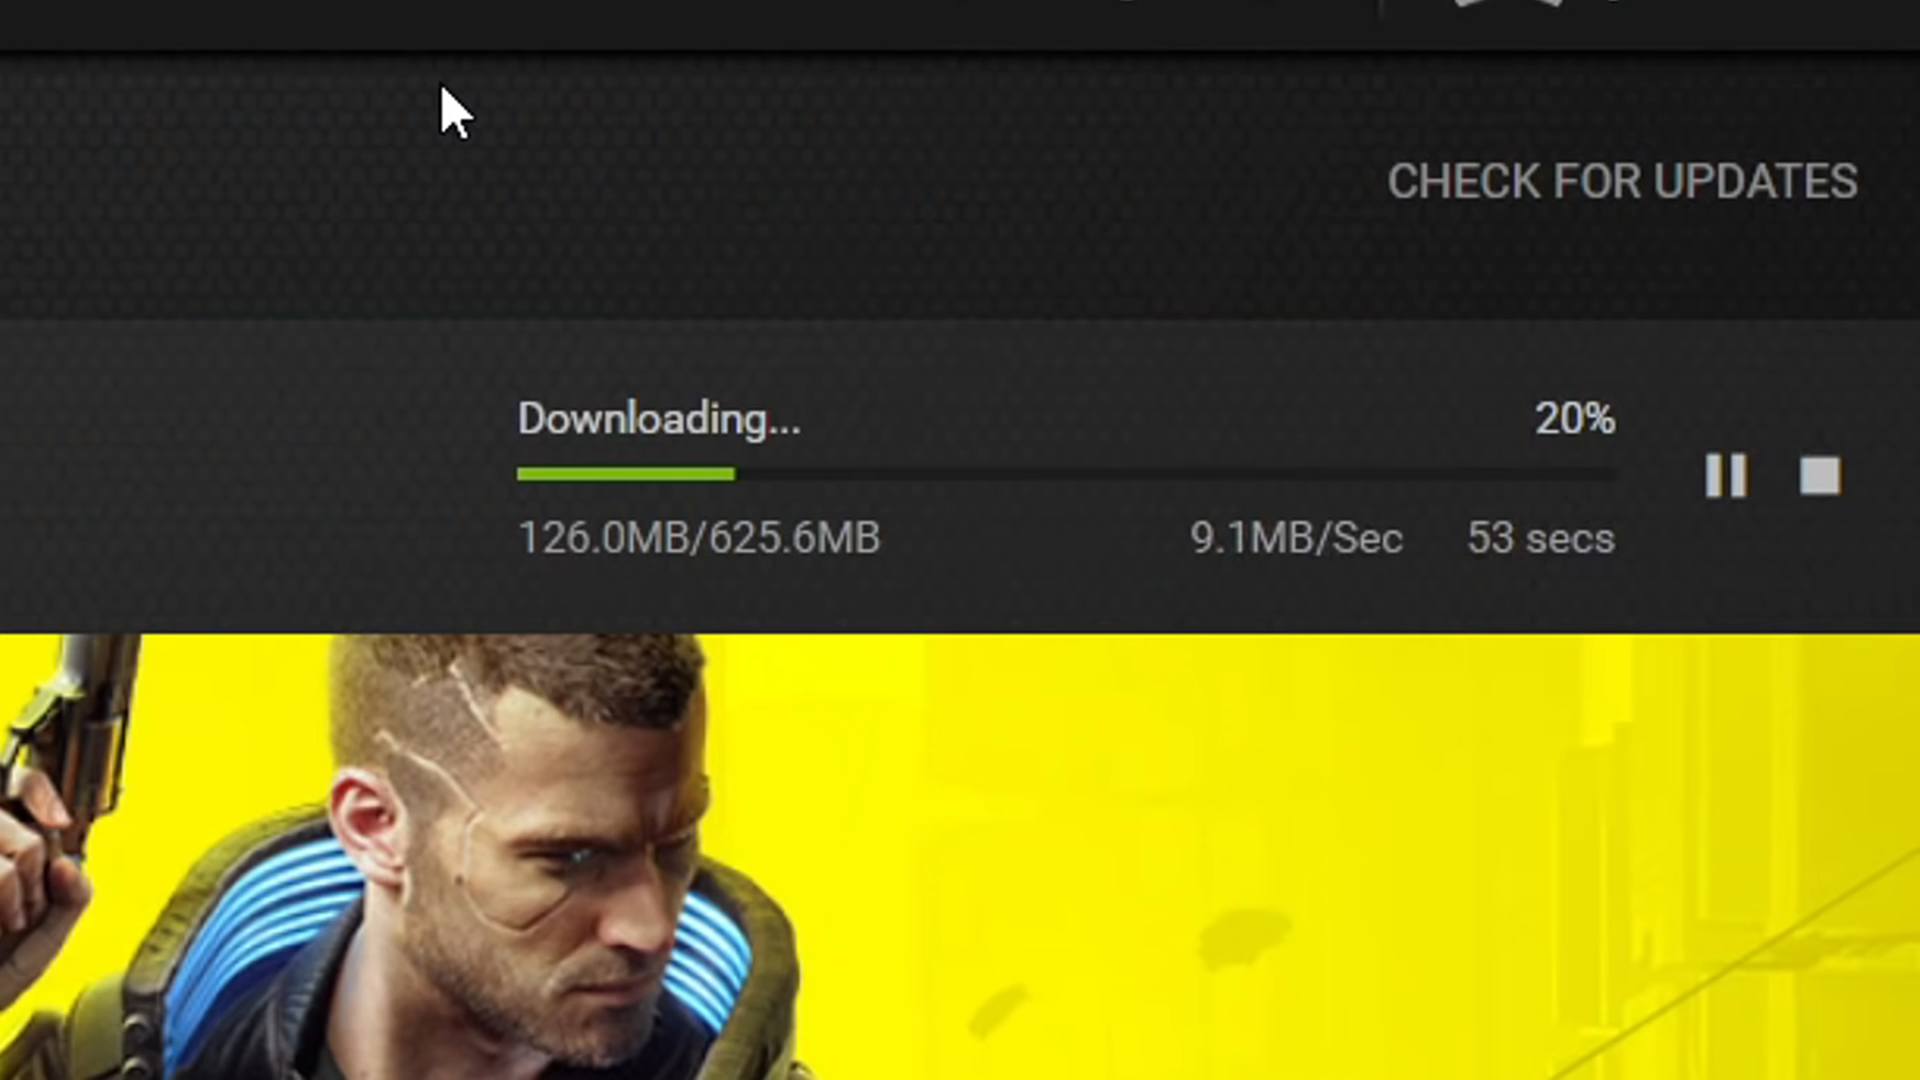 CHECK FOR UPDATES
Downloading... 20%
126.0MB/625.6MB 9.1MB/Sec 53 secs